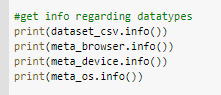 #get info regarding datatypes
print(dataset_csv.info())
print(meta_browser.info())
print(meta_device.info())
print(meta_os.info())